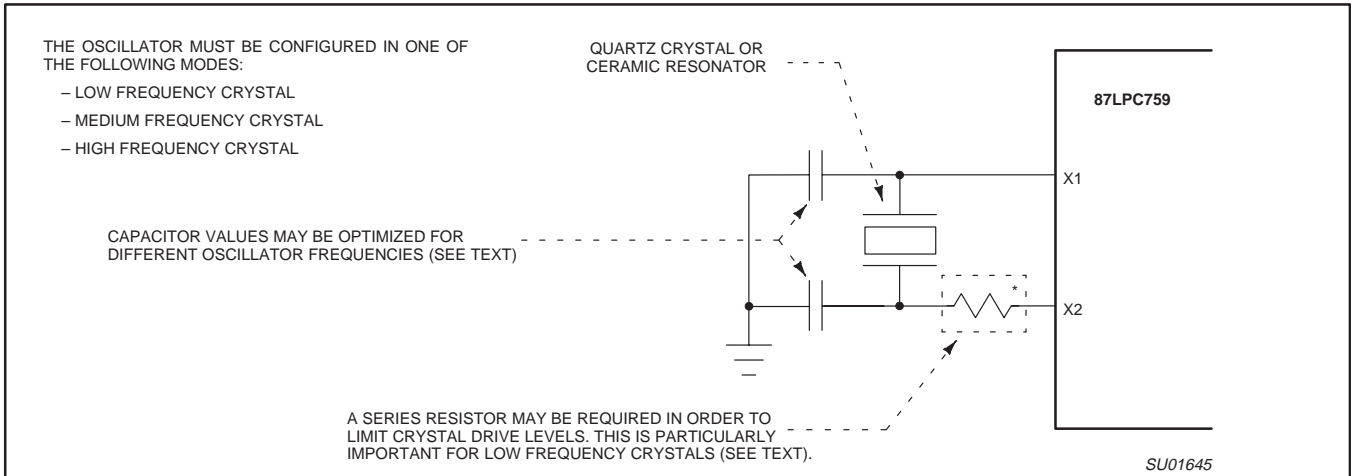 THE OSCILLATOR MUST BE CONFIGURED IN ONE OF
THE FOLLOWING MODES:
– LOW FREQUENCY CRYSTAL
– MEDIUM FREQUENCY CRYSTAL
– HIGH FREQUENCY CRYSTAL
QUARTZ CRYSTAL OR
CERAMIC RESONATOR
87LPC759
X1
CAPACITOR VALUES MAY BE OPTIMIZED FOR
DIFFERENT OSCILLATOR FREQUENCIES (SEE TEXT)
*
X2
A SERIES RESISTOR MAY BE REQUIRED IN ORDER TO
LIMIT CRYSTAL DRIVE LEVELS. THIS IS PARTICULARLY
IMPORTANT FOR LOW FREQUENCY CRYSTALS (SEE TEXT).
SU01645